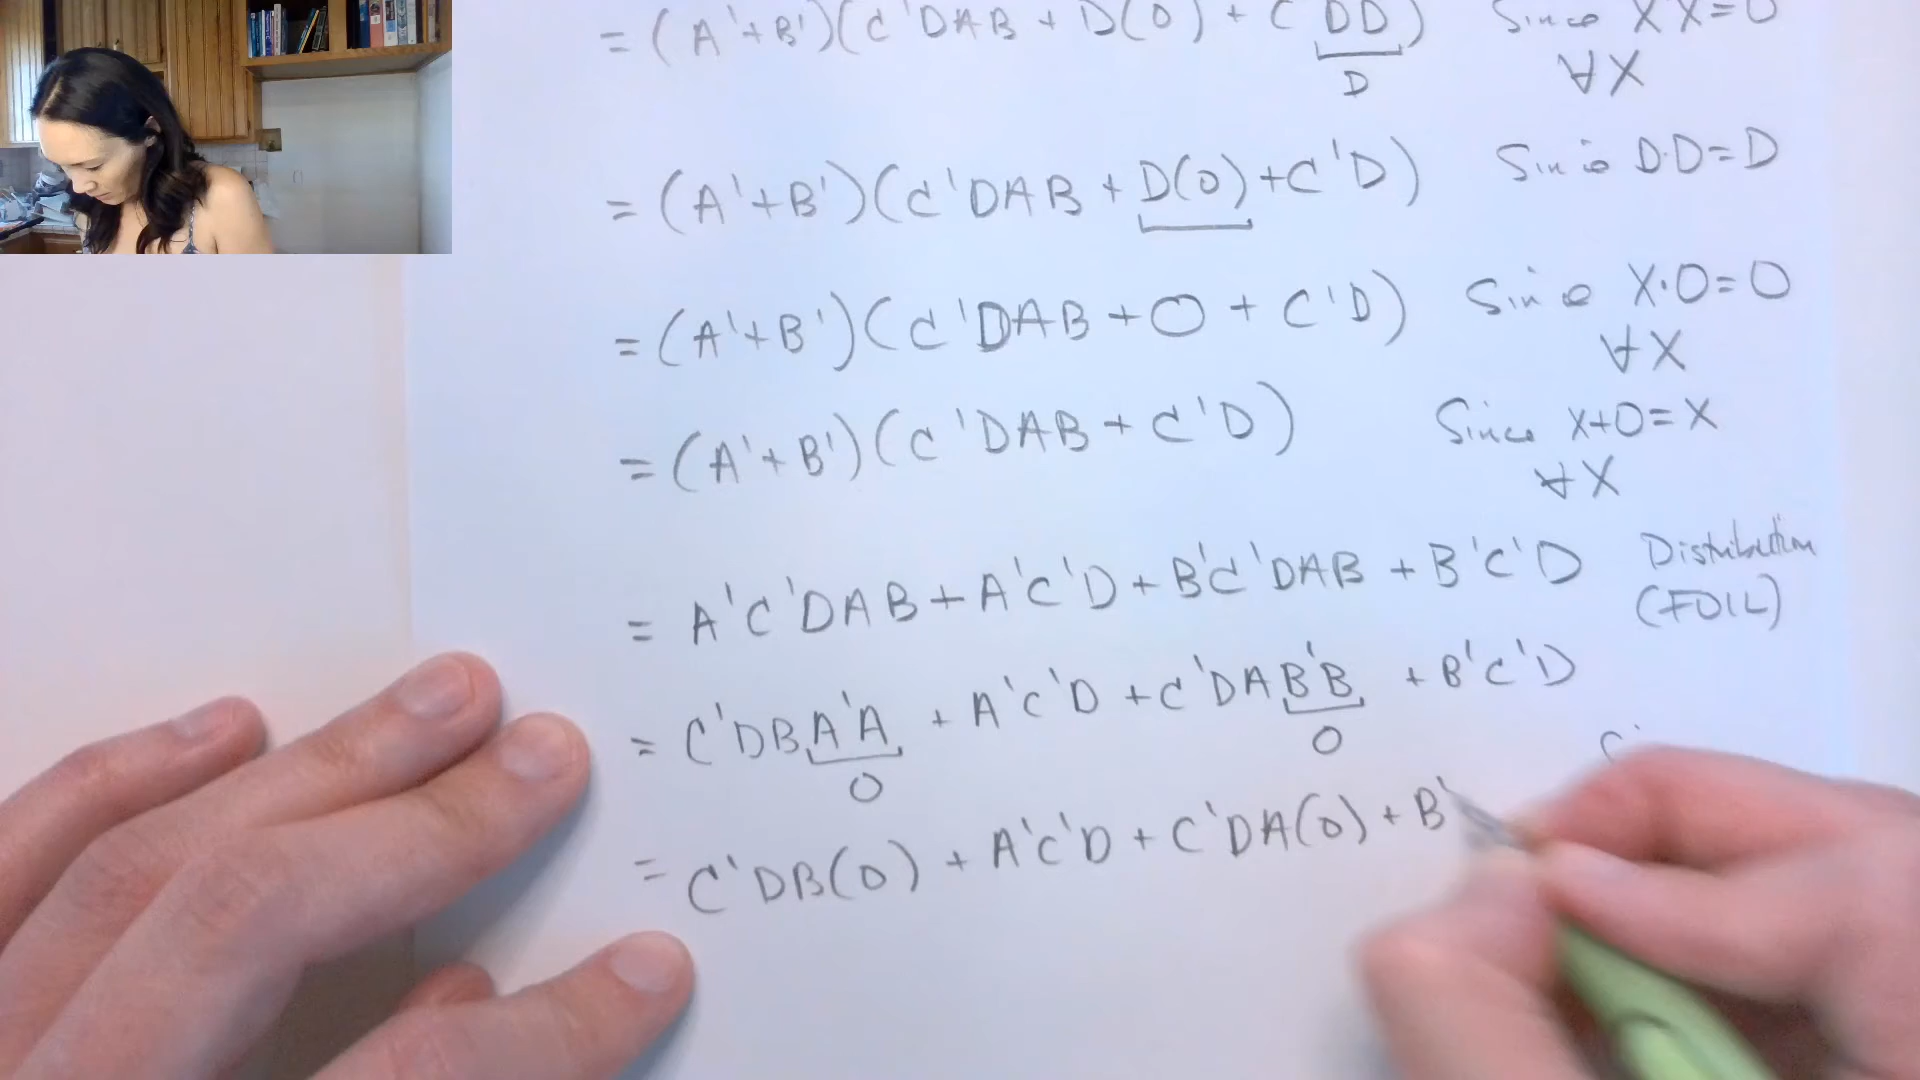 = (A'+B')(C'DAB + D(0) + C'DD) Since X'X=0
D ∀X
= (A'+B')(C'DAB + D(0) + C'D) Since D·D=D
= (A'+B')(C'DAB + 0 + C'D) Since X·0=0
∀X
= (A'+B')(C'DAB + C'D) Since X+0=X
∀X
= A'C'DAB + A'C'D + B'C'DAB + B'C'D Distribution
(FOIL)
= C'DBA'A + A'C'D + C'DAB'B + B'C'D
0 0
= C'DB(0) + A'C'D + C'DA(0) + B'